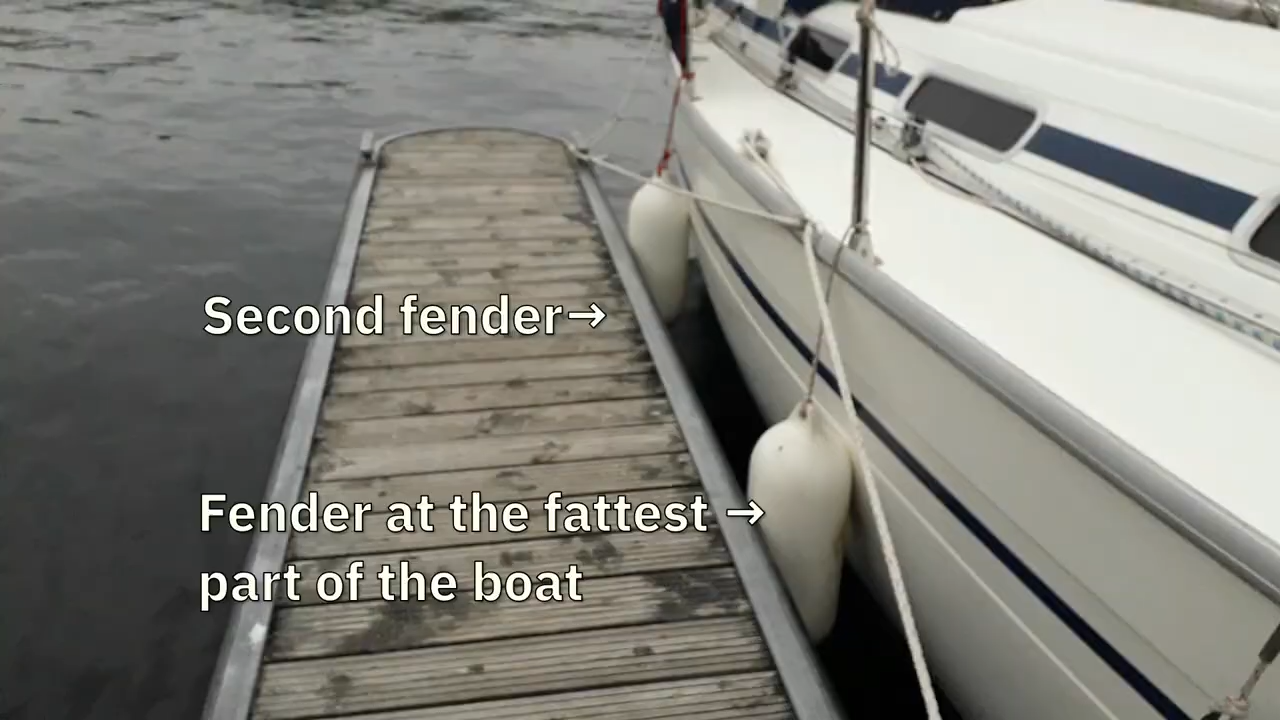 Second fender→
Fender at the fattest →
part of the boat